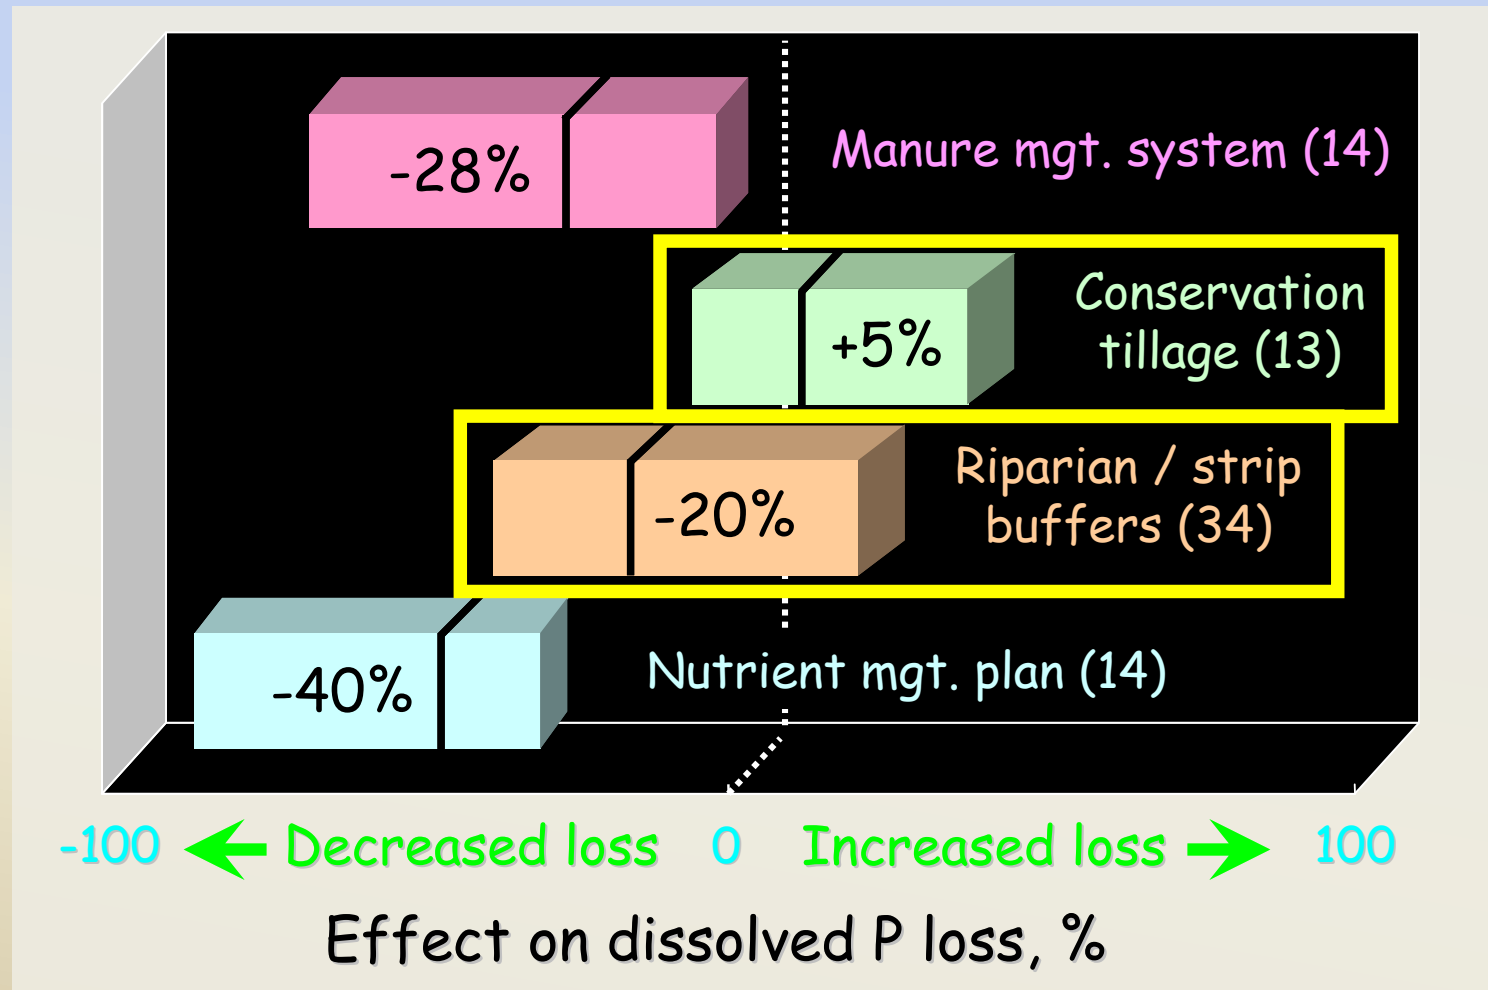 -28%
Manure mgt. system (14)
+5%
Conservation
tillage (13)
-20%
Riparian / strip
buffers (34)
-40%
Nutrient mgt. plan (14)
-100 Decreased loss 0 Increased loss 100
Effect on dissolved P loss, %